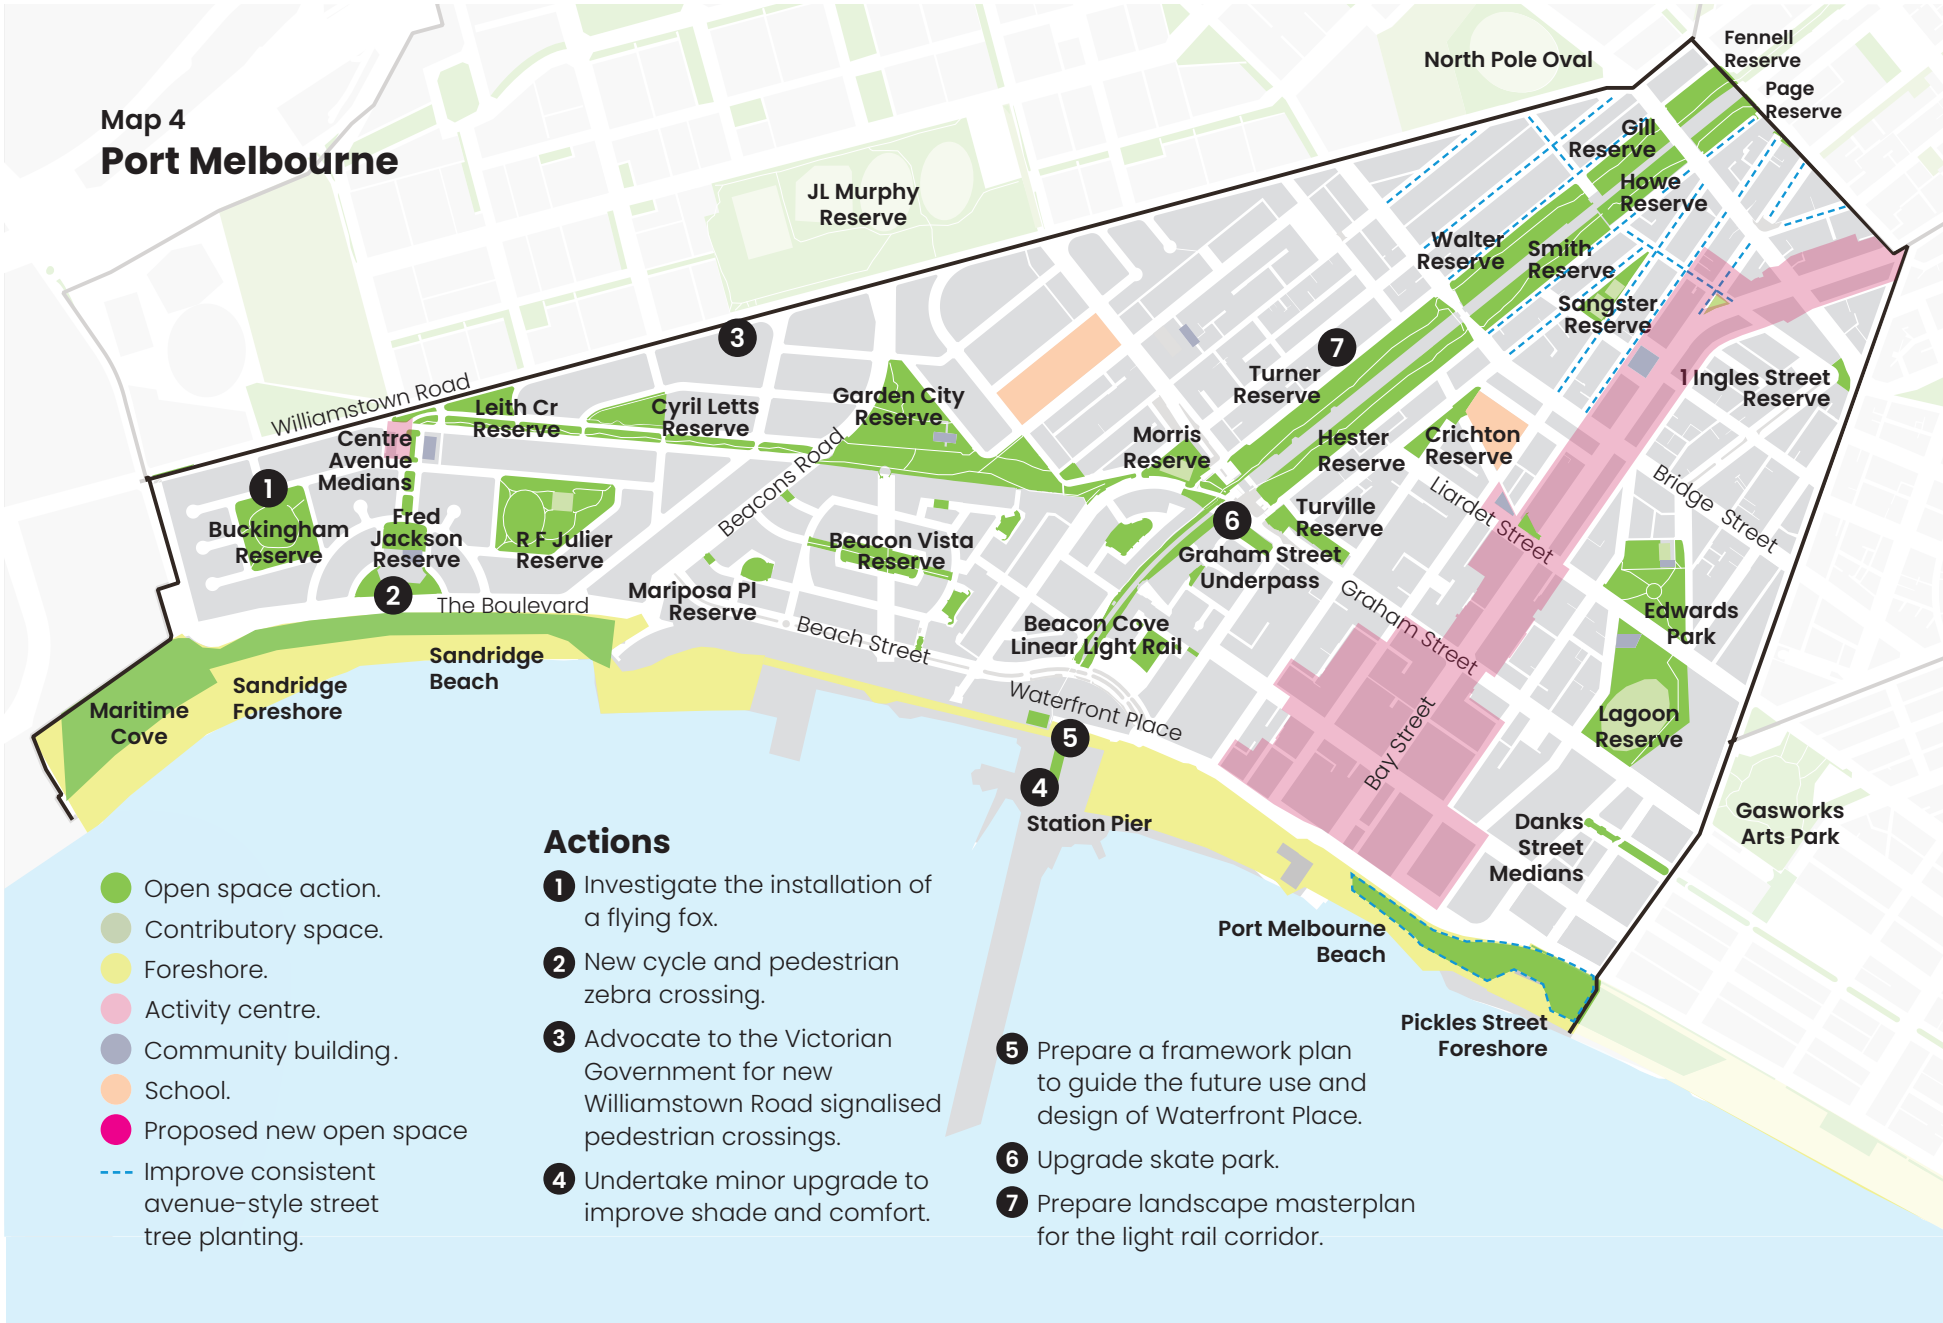 Map 4
Port Melbourne
North Pole Oval
Fennell
Reserve
Page
Reserve
Gill
Reserve
Howe
Reserve
JL Murphy
Reserve
Walter
Reserve
Smith
Reserve
Sangster
Reserve
3
7
Turner
Reserve
1 Ingles Street
Reserve
Williamstown Road
Leith Cr
Reserve
Cyril Letts
Reserve
Garden City
Reserve
Centre
Avenue
Medians
Morris
Reserve
Hester
Reserve
Crichton
Reserve
Beacons Road
Liardet Street
Bridge Street
1
Buckingham
Reserve
Fred
Jackson
Reserve
R F Julier
Reserve
Beacon Vista
Reserve
6
Turville
Reserve
Graham Street
Underpass
2
The Boulevard
Mariposa Pl
Reserve
Beach Street
Beacon Cove
Linear Light Rail
Graham Street
Edwards
Park
Sandridge
Beach
Sandridge
Foreshore
Maritime
Cove
Waterfront Place
5
4
Station Pier
Bay Street
Lagoon
Reserve
Danks
Street
Medians
Gasworks
Arts Park
Port Melbourne
Beach
Pickles Street
Foreshore
Open space action.
Contributory space.
Foreshore.
Activity centre.
Community building.
School.
Proposed new open space
Improve consistent
avenue-style street
tree planting.
Actions
1 Investigate the installation of
a flying fox.
2 New cycle and pedestrian
zebra crossing.
3 Advocate to the Victorian
Government for new
Williamstown Road signalised
pedestrian crossings.
4 Undertake minor upgrade to
improve shade and comfort.
5 Prepare a framework plan
to guide the future use and
design of Waterfront Place.
6 Upgrade skate park.
7 Prepare landscape masterplan
for the light rail corridor.